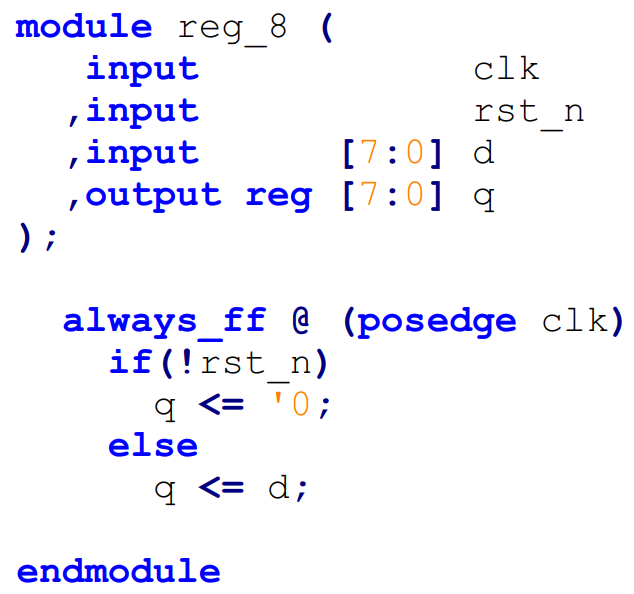 module reg_8 (
input clk
,input rst_n
,input [7:0] d
,output reg [7:0] q
);
always_ff @ (posedge clk)
if(!rst_n)
q <= '0;
else
q <= d;
endmodule